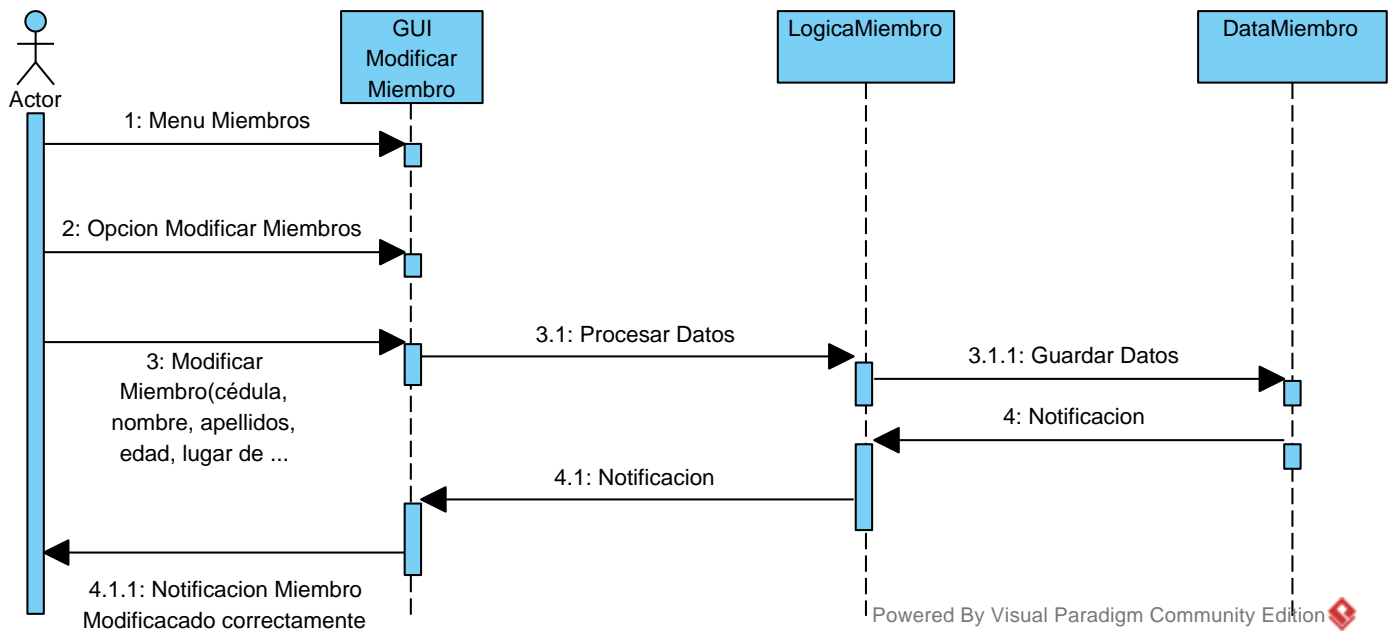 GUI
Modificar
Miembro
LogicaMiembro
DataMiembro
Actor
1: Menu Miembros
2: Opcion Modificar Miembros
3: Modificar
Miembro(cédula,
nombre, apellidos,
edad, lugar de ...
3.1: Procesar Datos
3.1.1: Guardar Datos
4: Notificacion
4.1: Notificacion
4.1.1: Notificacion Miembro
Modificacado correctamente
Powered By Visual Paradigm Community Edition